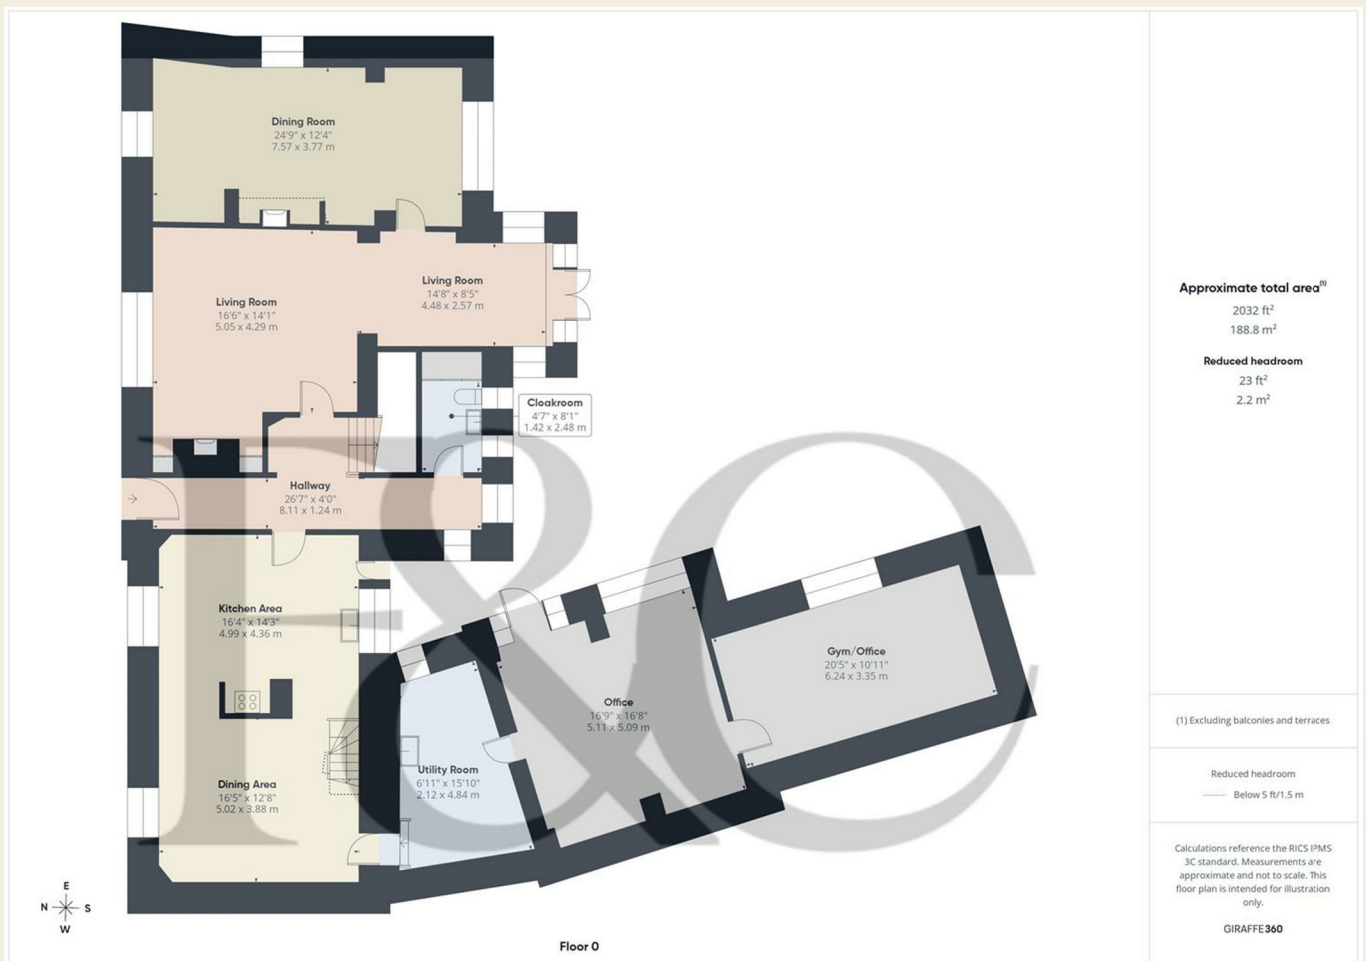 Dining Room
24'9" x 12'4"
7.57 x 3.77 m
Living Room
16'6" x 14'1"
5.05 x 4.29 m
Living Room
14'8" x 8'5"
4.48 x 2.57 m
Cloakroom
4'7" x 8'1"
1.42 x 2.48 m
Hallway
26'7" x 4'0"
8.11 x 1.24 m
Kitchen Area
16'4" x 14'3"
4.99 x 4.36 m
Dining Area
16'5" x 12'8"
5.02 x 3.88 m
Utility Room
6'11" x 15'10"
2.12 x 4.84 m
Office
16'9" x 16'8"
5.11 x 5.09 m
Gym/Office
20'5" x 10'11"
6.24 x 3.35 m
F&C
E
N S
W
Floor 0
Approximate total area(1)
2032 ft²
188.8 m²
Reduced headroom
23 ft²
2.2 m²
(1) Excluding balconies and terraces
Reduced headroom
Below 5 ft/1.5 m
Calculations reference the RICS IPMS
3C standard. Measurements are
approximate and not to scale. This
floor plan is intended for illustration
only.
GIRAFFE360